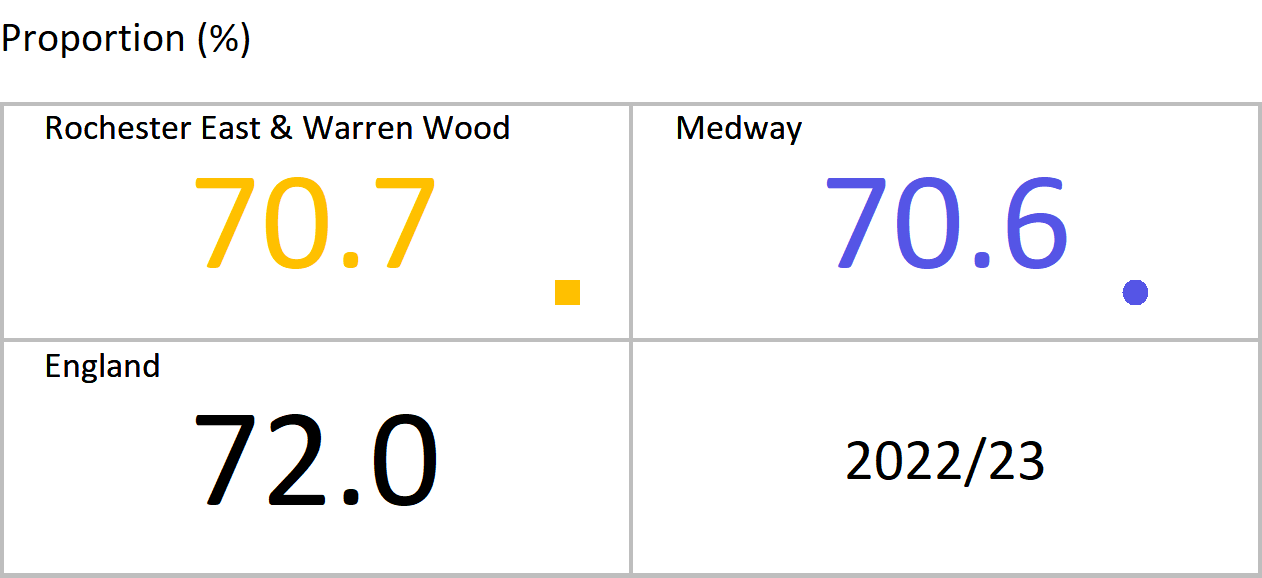 Proportion (%)
Rochester East & Warren Wood
70.7
Medway
70.6
England
72.0
2022/23